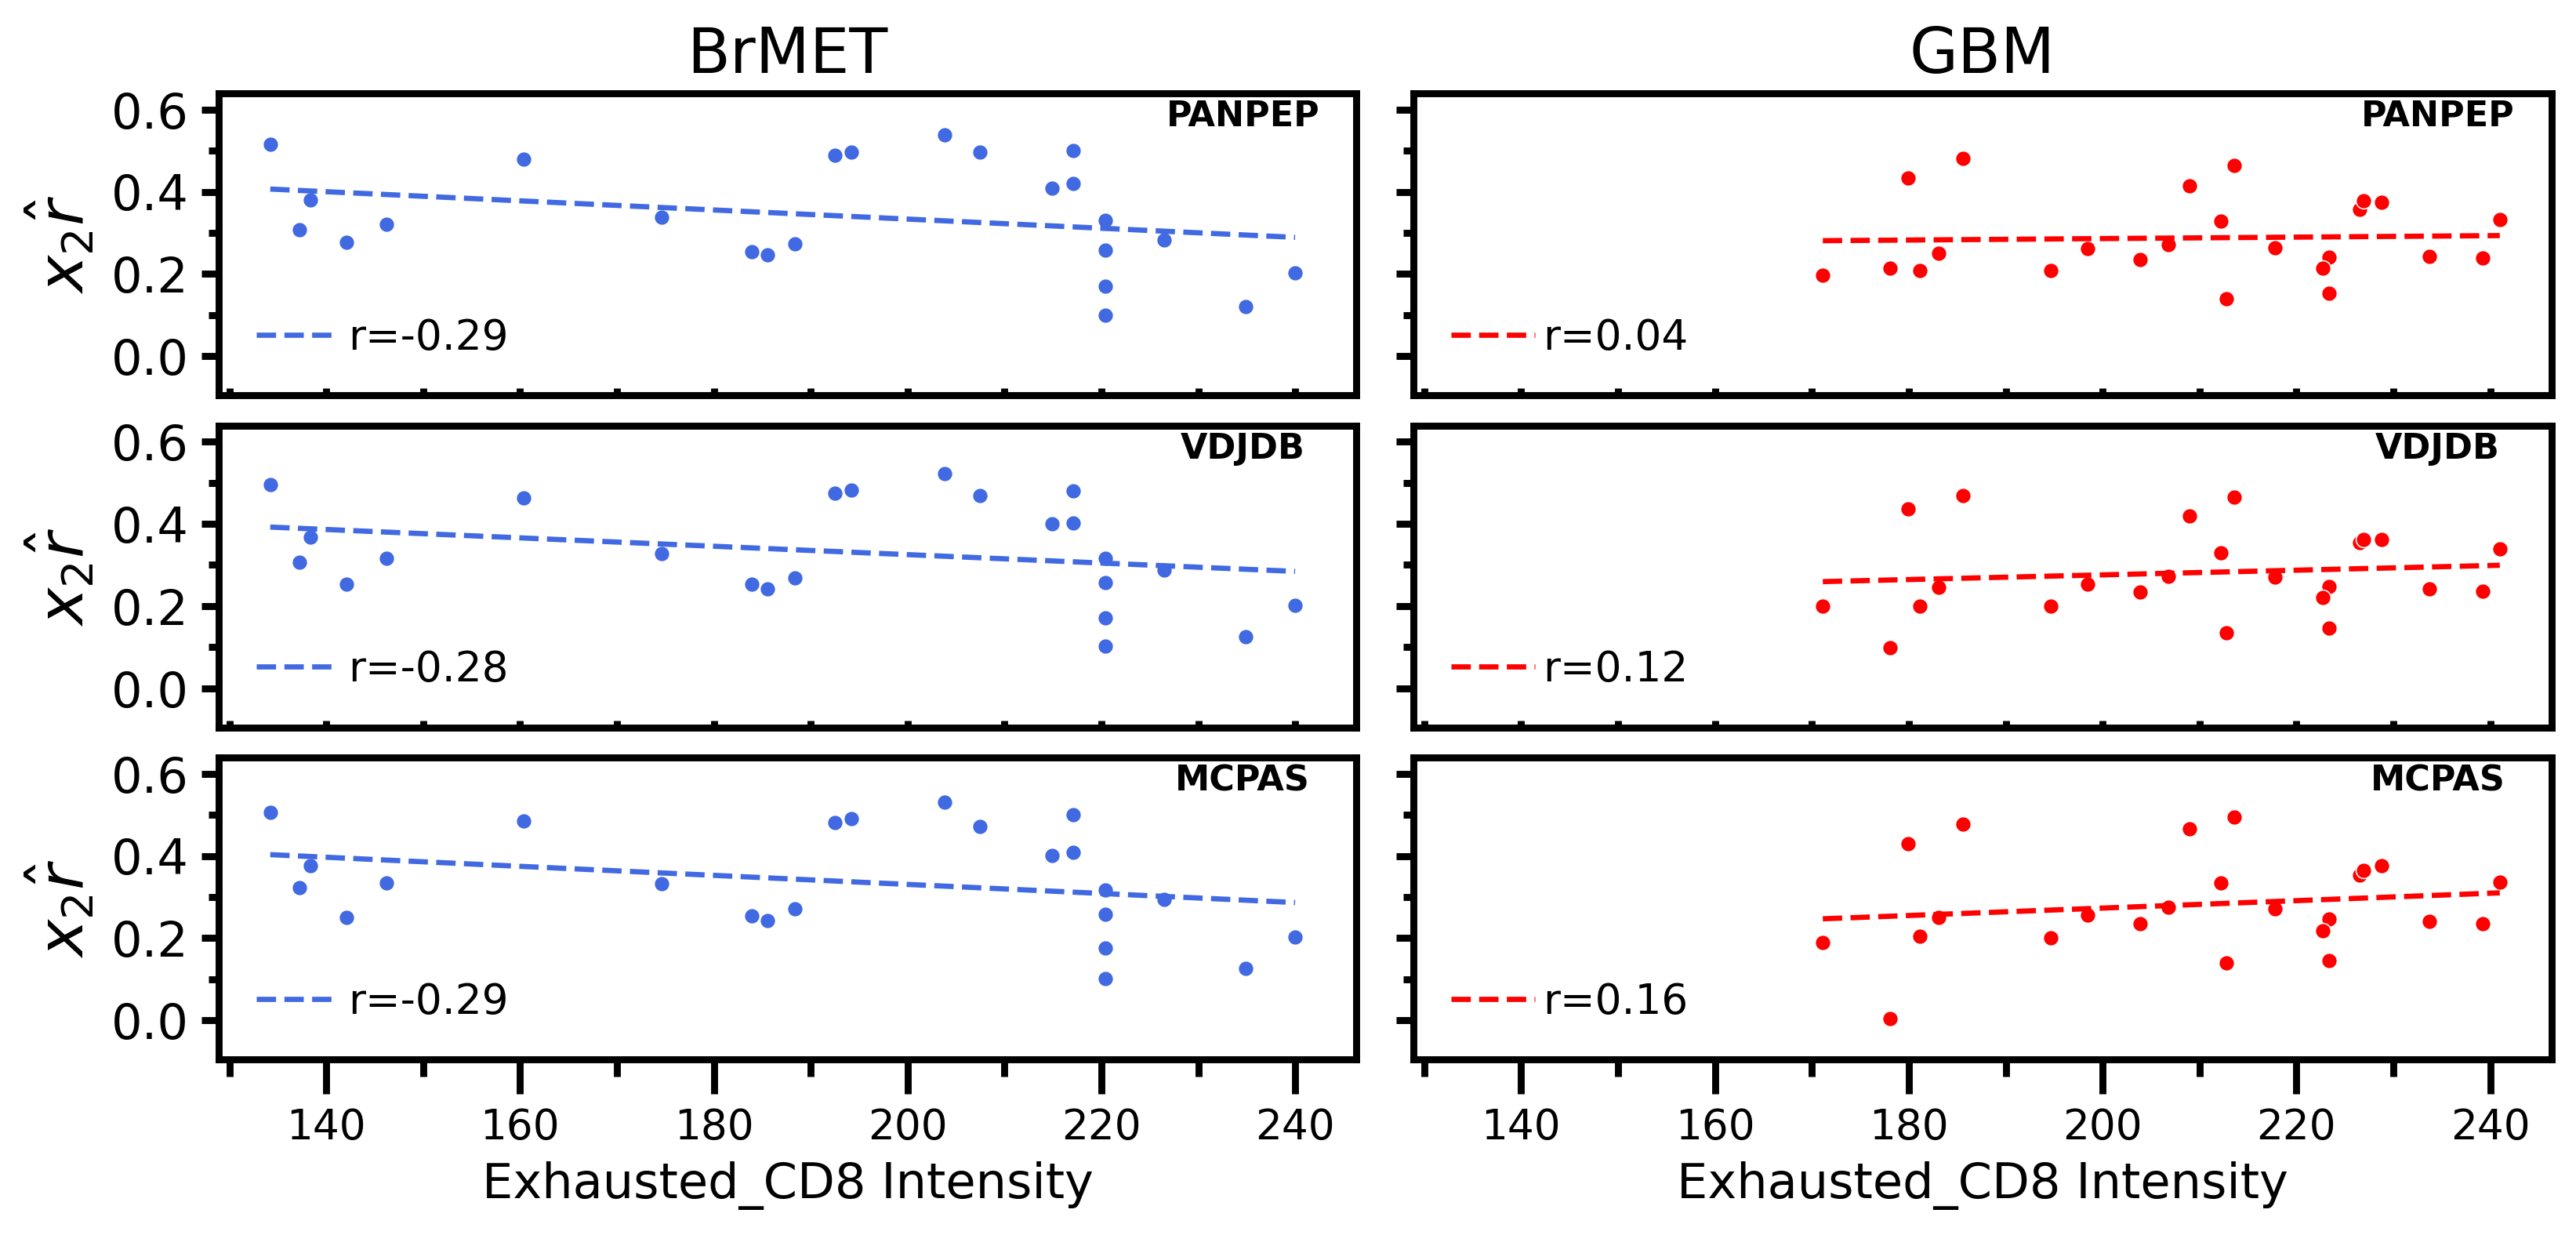 BrMET
GBM
0.6
0.4
0.2
0.0
x₂r̂
PANPEP
r=-0.29
PANPEP
r=0.04
0.6
0.4
0.2
0.0
x₂r̂
VDJDB
r=-0.28
VDJDB
r=0.12
0.6
0.4
0.2
0.0
x₂r̂
MCPAS
r=-0.29
MCPAS
r=0.16
140 160 180 200 220 240
140 160 180 200 220 240
Exhausted_CD8 Intensity
Exhausted_CD8 Intensity